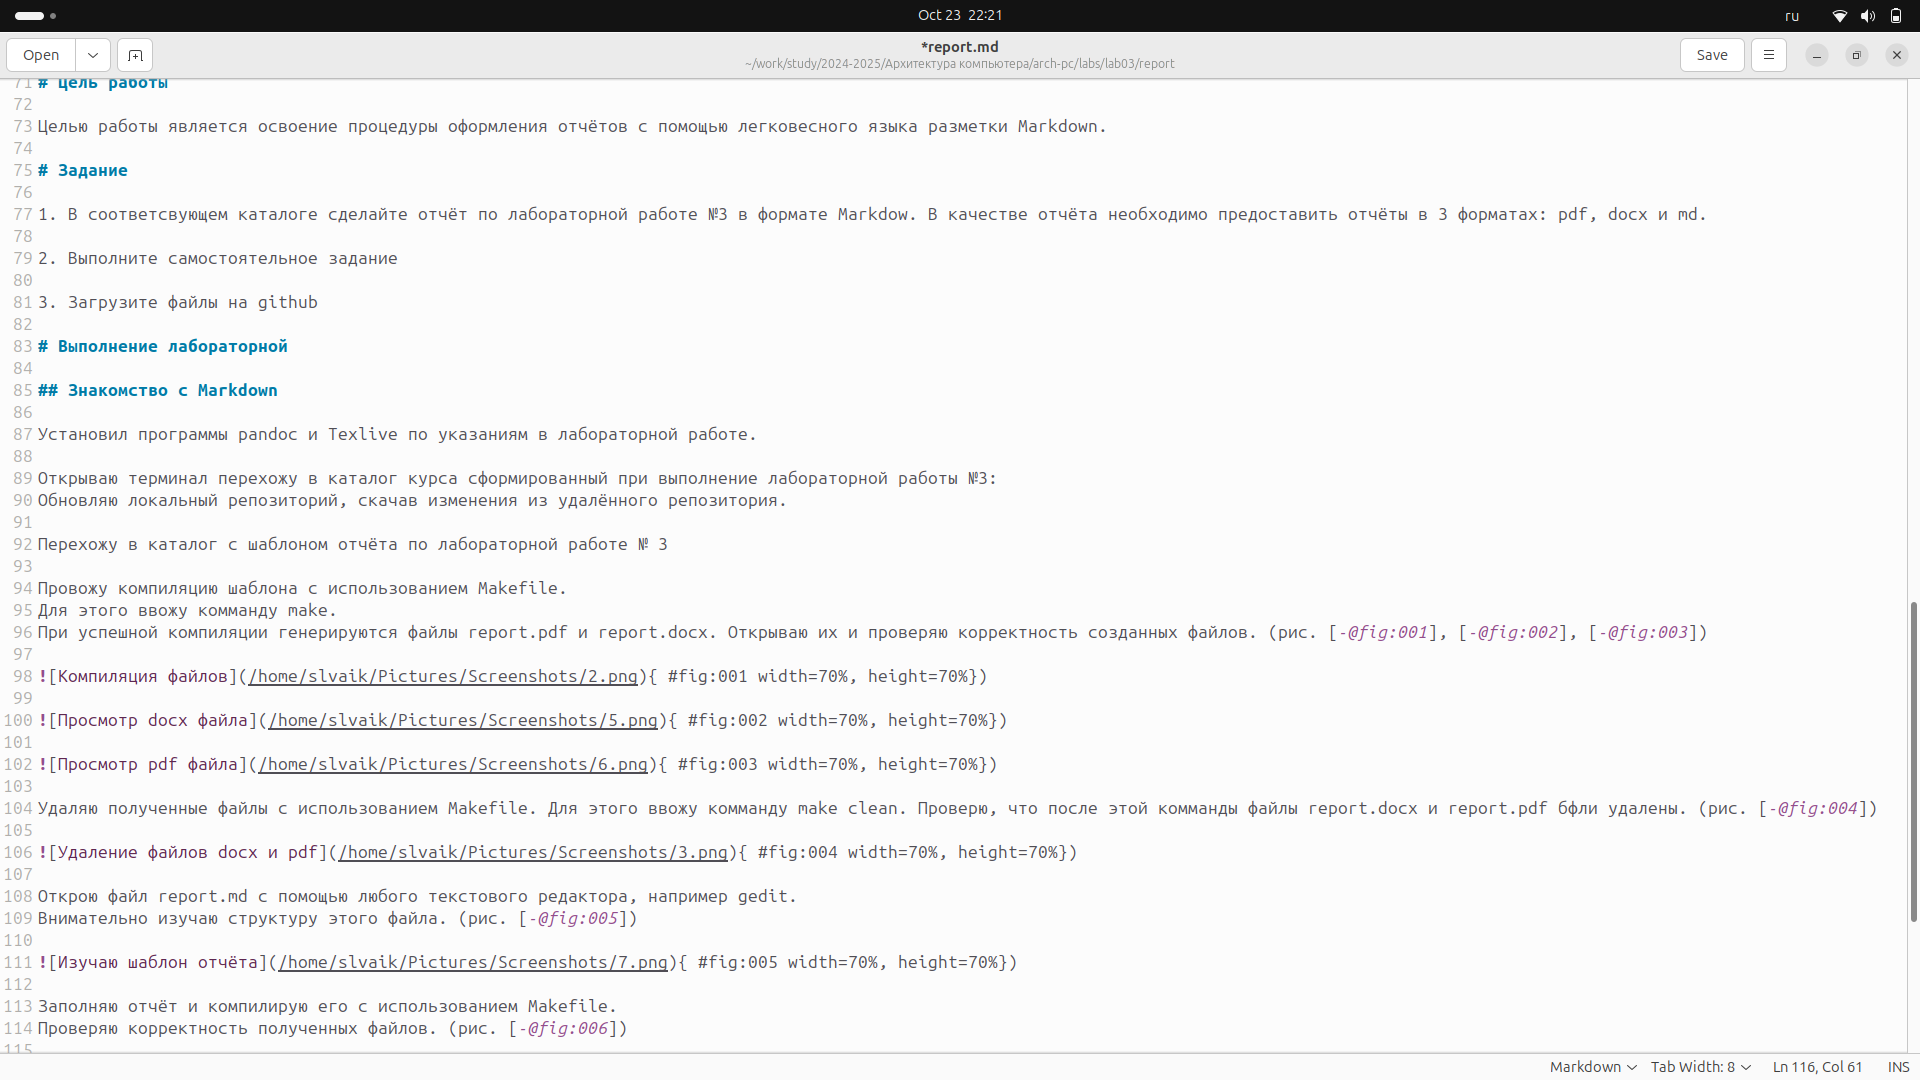 Oct 23 22:21
ru
Open
*report.md
~/work/study/2024-2025/Архитектура компьютера/arch-pc/labs/lab03/report
Save
71 # Цель работы
72
73 Целью работы является освоение процедуры оформления отчётов с помощью легковесного языка разметки Markdown.
74
75 # Задание
76
77 1. В соответсвующем каталоге сделайте отчёт по лабораторной работе №3 в формате Markdow. В качестве отчёта необходимо предоставить отчёты в 3 форматах: pdf, docx и md.
78
79 2. Выполните самостоятельное задание
80
81 3. Загрузите файлы на github
82
83 # Выполнение лабораторной
84
85 ## Знакомство с Markdown
86
87 Установил программы pandoc и Texlive по указаниям в лабораторной работе.
88
89 Открываю терминал перехожу в каталог курса сформированный при выполнение лабораторной работы №3:
90 Обновляю локальный репозиторий, скачав изменения из удалённого репозитория.
91
92 Перехожу в каталог с шаблоном отчёта по лабораторной работе № 3
93
94 Провожу компиляцию шаблона с использованием Makefile.
95 Для этого ввожу комманду make.
96 При успешной компиляции генерируются файлы report.pdf и report.docx. Открываю их и проверяю корректность созданных файлов. (рис. [-@fig:001], [-@fig:002], [-@fig:003])
97
98 ![Компиляция файлов](/home/slvaik/Pictures/Screenshots/2.png){ #fig:001 width=70%, height=70%})
99
100 ![Просмотр docx файла](/home/slvaik/Pictures/Screenshots/5.png){ #fig:002 width=70%, height=70%})
101
102 ![Просмотр pdf файла](/home/slvaik/Pictures/Screenshots/6.png){ #fig:003 width=70%, height=70%})
103
104 Удаляю полученные файлы с использованием Makefile. Для этого ввожу комманду make clean. Проверю, что после этой комманды файлы report.docx и report.pdf бфли удалены. (рис. [-@fig:004])
105
106 ![Удаление файлов docx и pdf](/home/slvaik/Pictures/Screenshots/3.png){ #fig:004 width=70%, height=70%})
107
108 Открою файл report.md с помощью любого текстового редактора, например gedit.
109 Внимательно изучаю структуру этого файла. (рис. [-@fig:005])
110
111 ![Изучаю шаблон отчёта](/home/slvaik/Pictures/Screenshots/7.png){ #fig:005 width=70%, height=70%})
112
113 Заполняю отчёт и компилирую его с использованием Makefile.
114 Проверяю корректность полученных файлов. (рис. [-@fig:006])
115
Markdown Tab Width: 8 Ln 116, Col 61 INS